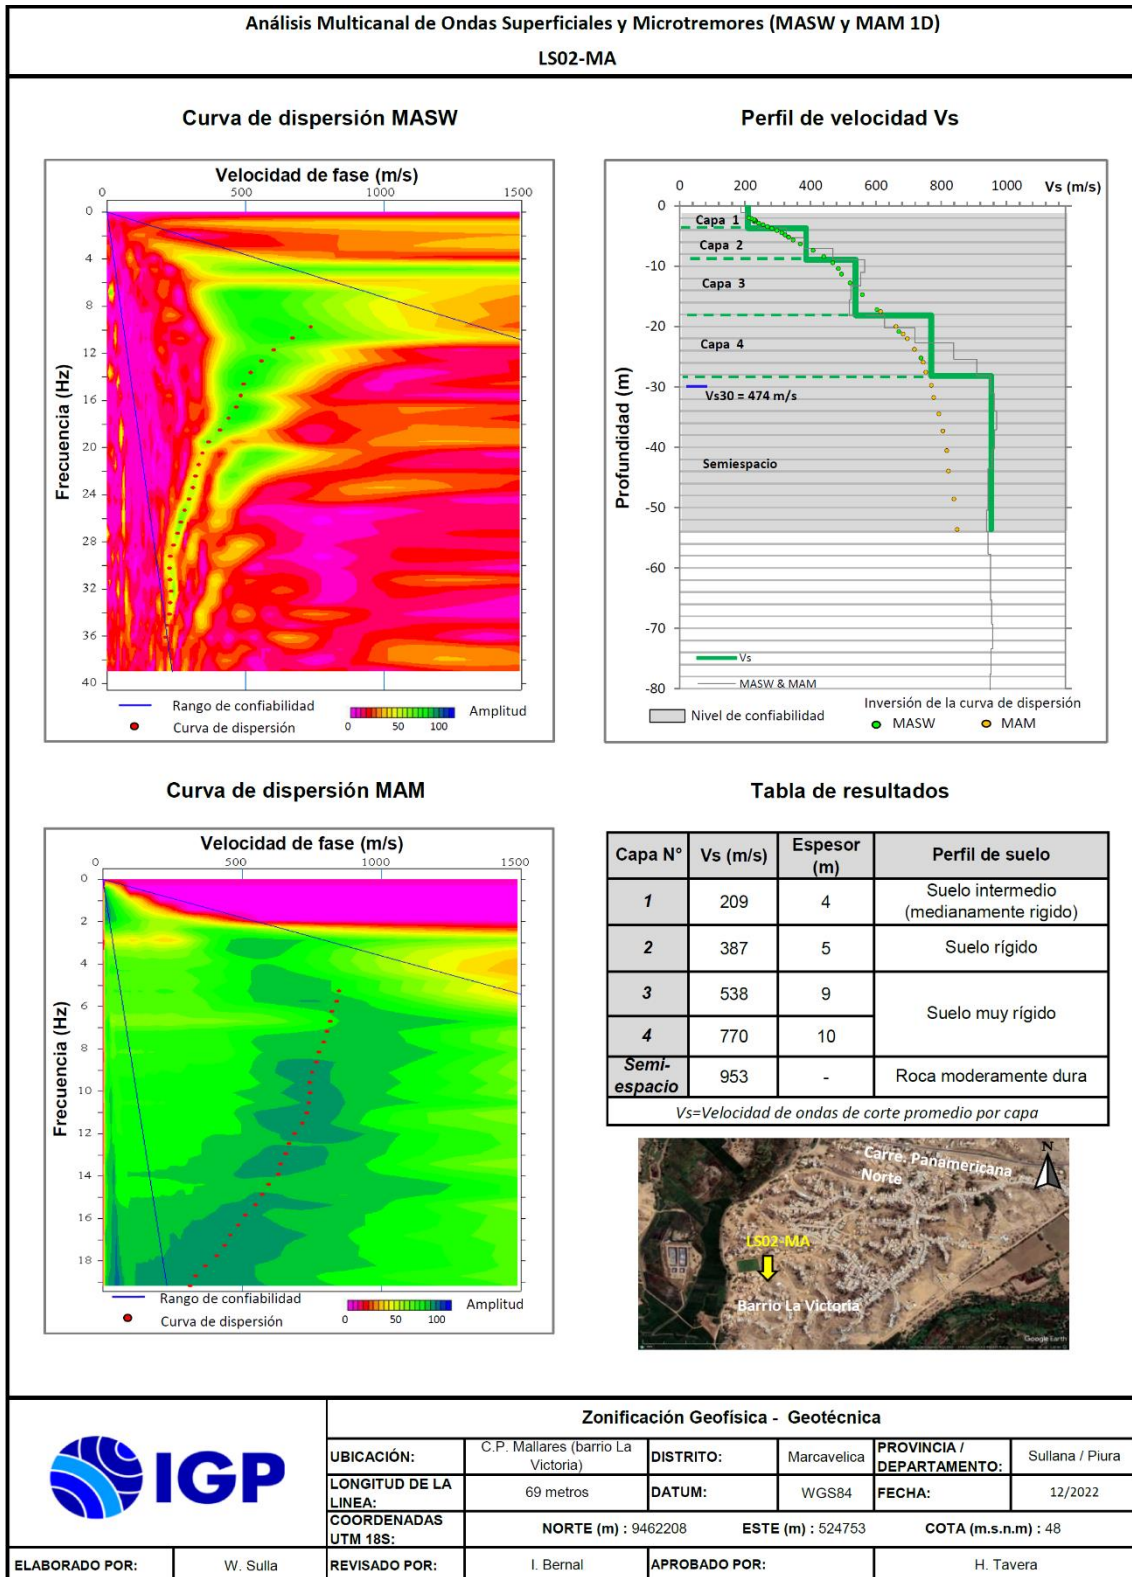 Análisis Multicanal de Ondas Superficiales y Microtremores (MASW y MAM 1D)
LS02-MA
Curva de dispersión MASW
Velocidad de fase (m/s)
0 500 1000 1500
Frecuencia (Hz)
0
4
8
12
16
20
24
28
32
36
40
Rango de confiabilidad
Curva de dispersión
0 50 100
Amplitud
Perfil de velocidad Vs
0 200 400 600 800 1000 Vs (m/s)
Profundidad (m)
0
-10
-20
-30
-40
-50
-60
-70
-80
Capa 1
Capa 2
Capa 3
Capa 4
Vs30 = 474 m/s
Semiespacio
Vs
MASW & MAM
Nivel de confiabilidad
Inversión de la curva de dispersión
MASW MAM
Curva de dispersión MAM
Velocidad de fase (m/s)
0 500 1000 1500
Frecuencia (Hz)
0
2
4
6
8
10
12
14
16
18
Rango de confiabilidad
Curva de dispersión
0 50 100
Amplitud
Tabla de resultados
Capa N° Vs (m/s) Espesor (m) Perfil de suelo
1 209 4 Suelo intermedio (medianamente rigido)
2 387 5 Suelo rígido
3 538 9 Suelo muy rígido
4 770 10
Semi-espacio 953 - Roca moderamente dura
Vs=Velocidad de ondas de corte promedio por capa
Carre. Panamericana
Norte
N
LS02-MA
Barrio La Victoria
Google Earth
IGP
Zonificación Geofísica - Geotécnica
UBICACIÓN: C.P. Mallares (barrio La Victoria) DISTRITO: Marcavelica PROVINCIA / DEPARTAMENTO: Sullana / Piura
LONGITUD DE LA LINEA: 69 metros DATUM: WGS84 FECHA: 12/2022
COORDENADAS UTM 18S: NORTE (m) : 9462208 ESTE (m) : 524753 COTA (m.s.n.m) : 48
ELABORADO POR: W. Sulla REVISADO POR: I. Bernal APROBADO POR: H. Tavera